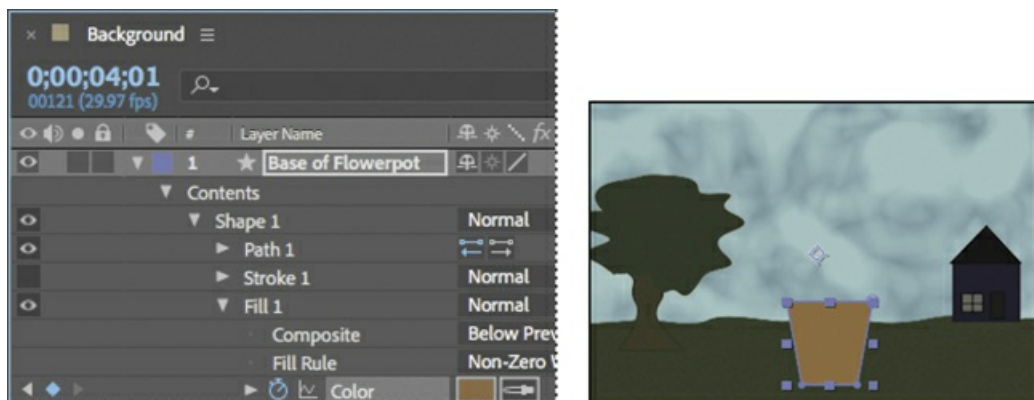 Background
0;00;04;01
00121 (29.97 fps)
# Layer Name fx
1 Base of Flowerpot
Contents
Shape 1 Normal
Path 1
Stroke 1 Normal
Fill 1 Normal
Composite Below Prev
Fill Rule Non-Zero
Color